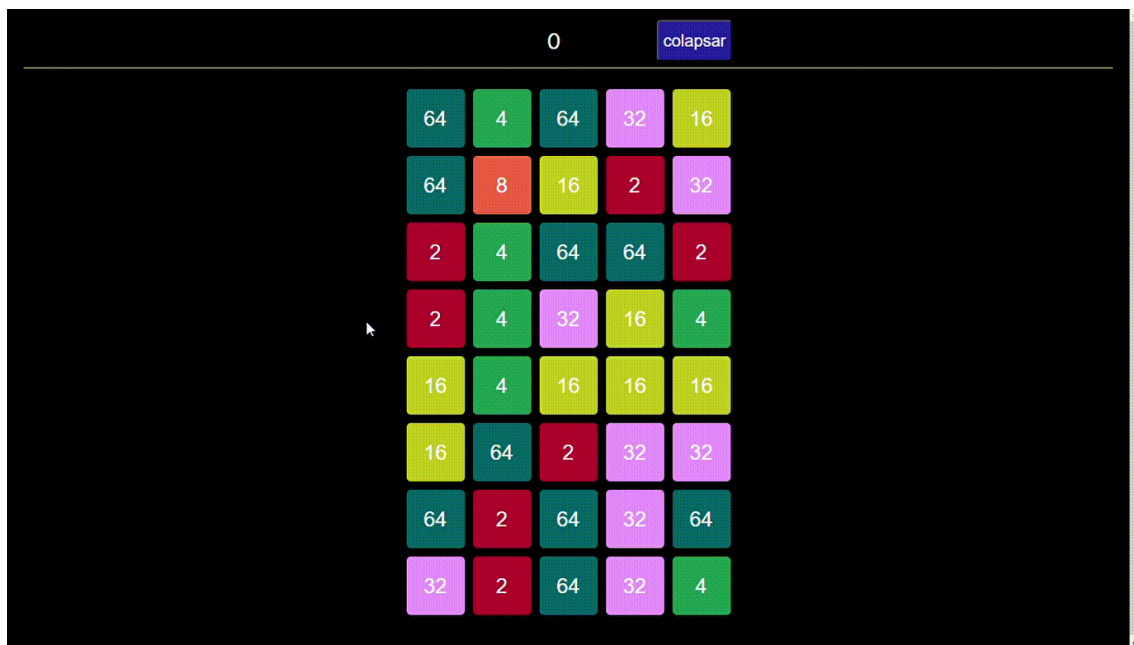 0 colapsar
64 4 64 32 16
64 8 16 2 32
2 4 64 64 2
2 4 32 16 4
16 4 16 16 16
16 64 2 32 32
64 2 64 32 64
32 2 64 32 4